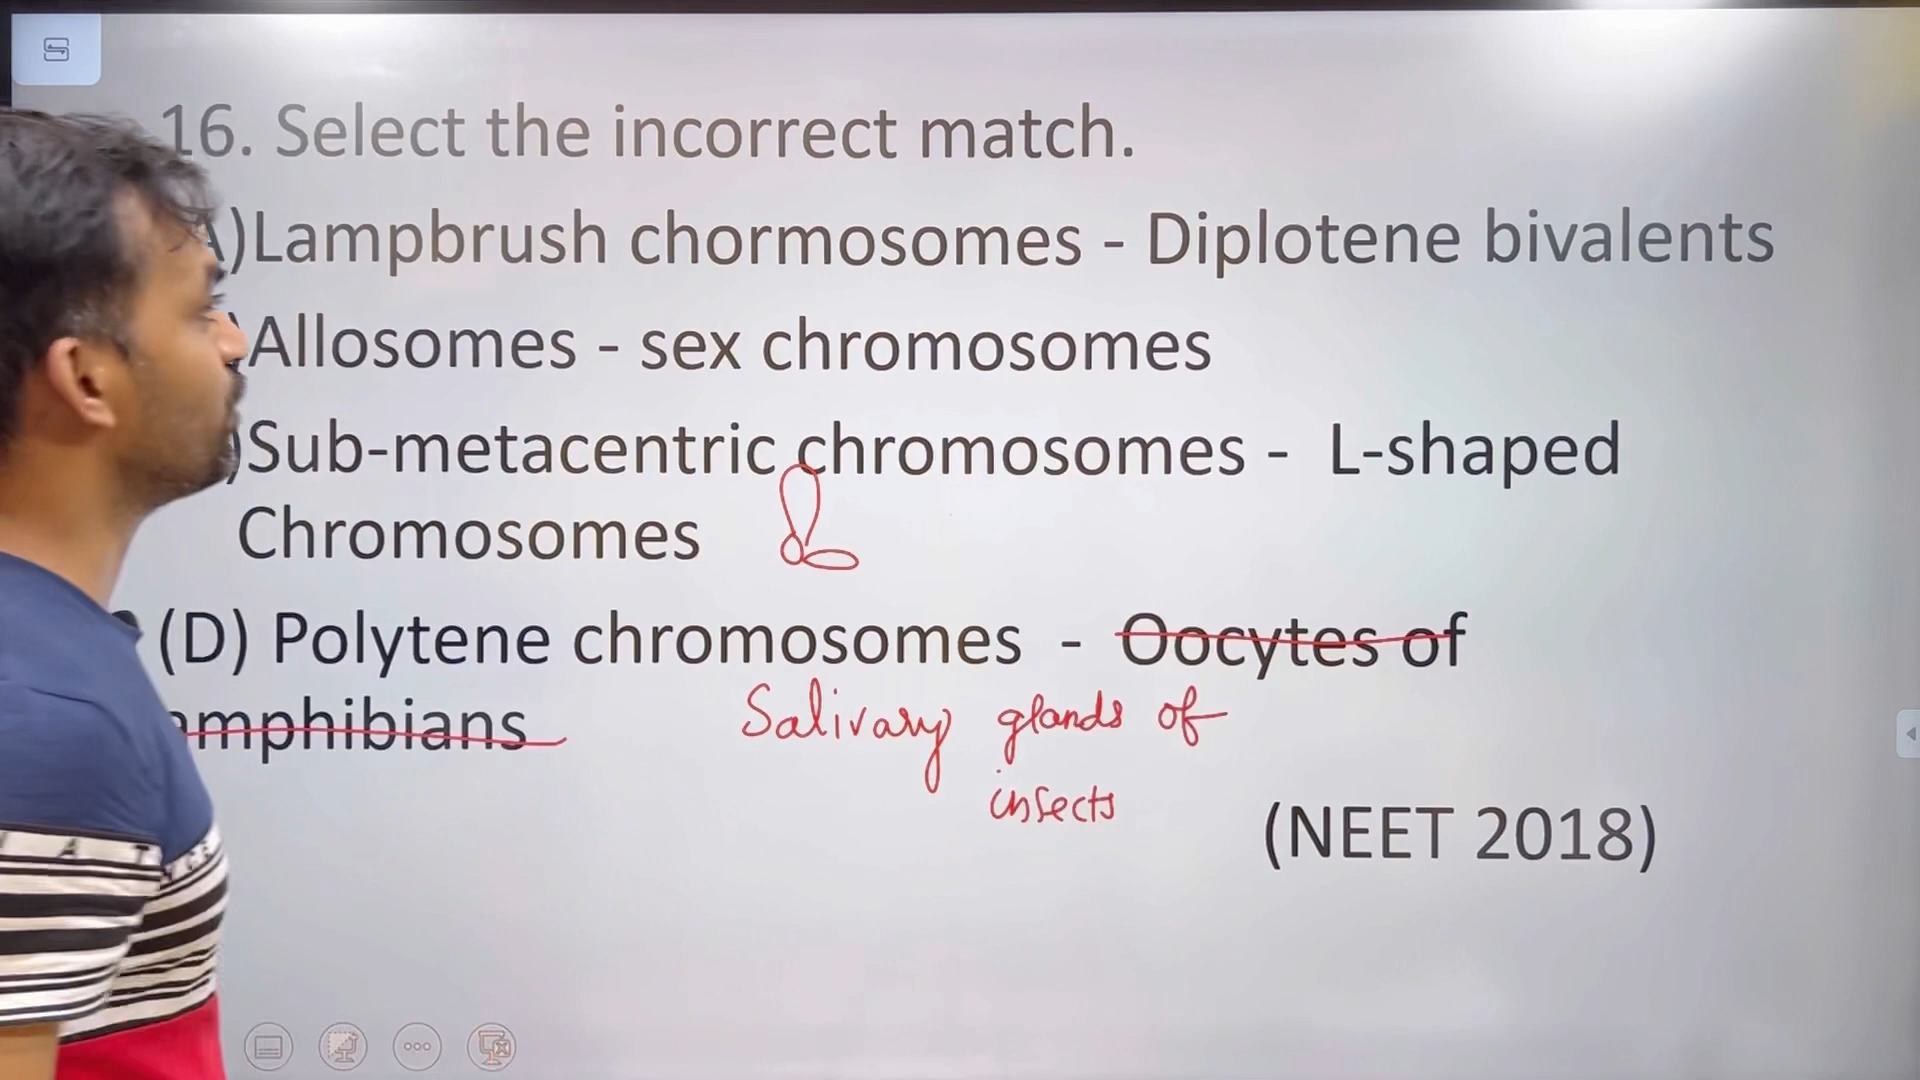 16. Select the incorrect match.
A)Lampbrush chormosomes - Diplotene bivalents
)Allosomes - sex chromosomes
)Sub-metacentric chromosomes - L-shaped
Chromosomes
(D) Polytene chromosomes - Oocytes of
amphibians
Salivary glands of
insects
(NEET 2018)